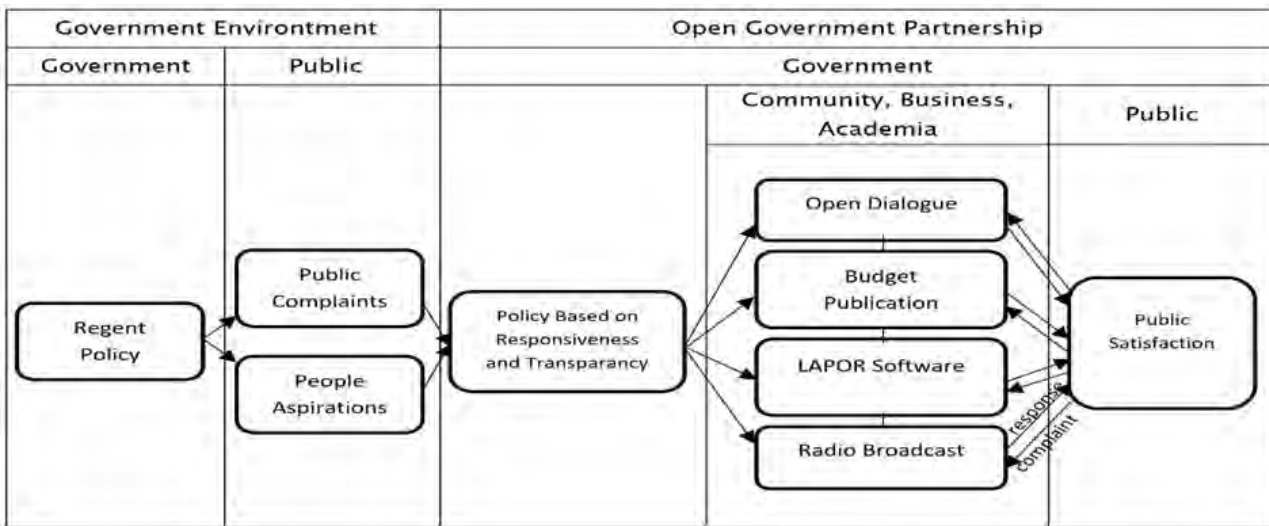 Government Environtment
Open Government Partnership
Government
Public
Government
Community, Business,
Academia
Public
Open Dialogue
Public
Complaints
Budget
Publication
Regent
Policy
Policy Based on
Responsiveness
and Transparancy
Public
Satisfaction
People
Aspirations
LAPOR Software
Radio Broadcast
response
complaint